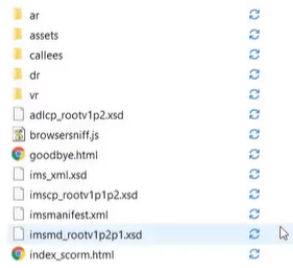 ar
assets
callees
dr
vr
adlcp_rootv1p2.xsd
browsersniff.js
goodbye.html
ims_xml.xsd
imscp_rootv1p1p2.xsd
imsmanifest.xml
imsmd_rootv1p2p1.xsd
index_scorm.html